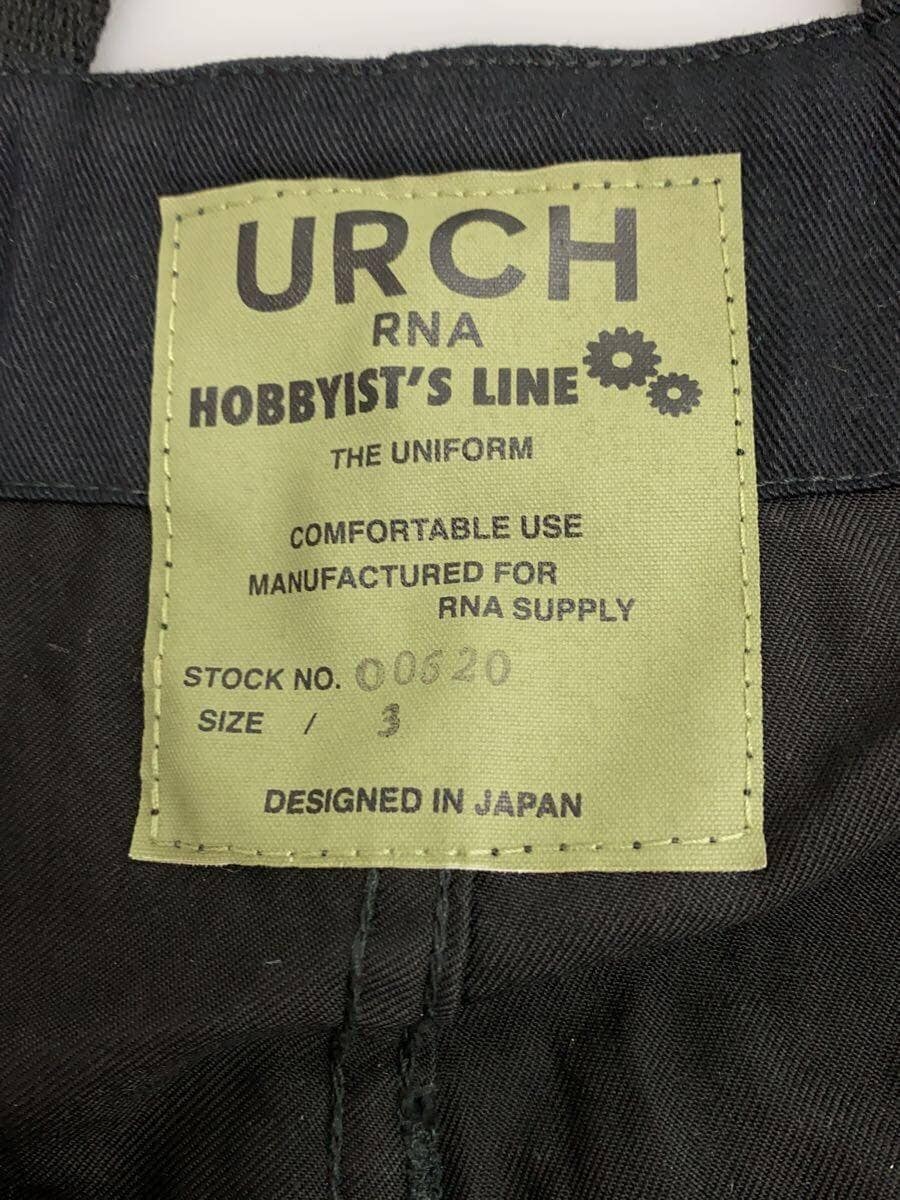 URCH
RNA
HOBBYIST'S LINE
THE UNIFORM
COMFORTABLE USE
MANUFACTURED FOR
RNA SUPPLY
STOCK NO. 00620
SIZE / 3
DESIGNED IN JAPAN